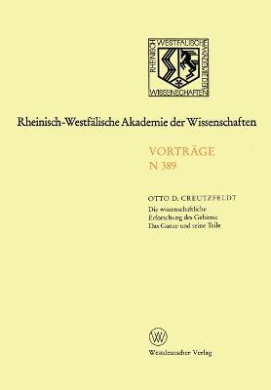 RHEINISCH-
WESTFÄLISCHE
AKADEMIE DER
WISSENSCHAFTEN
Rheinisch-Westfälische Akademie der Wissenschaften
VORTRÄGE
N 389
OTTO D. CREUTZFELDT
Die wissenschaftliche
Erforschung des Gehirns:
Das Ganze und seine Teile
Westdeutscher Verlag